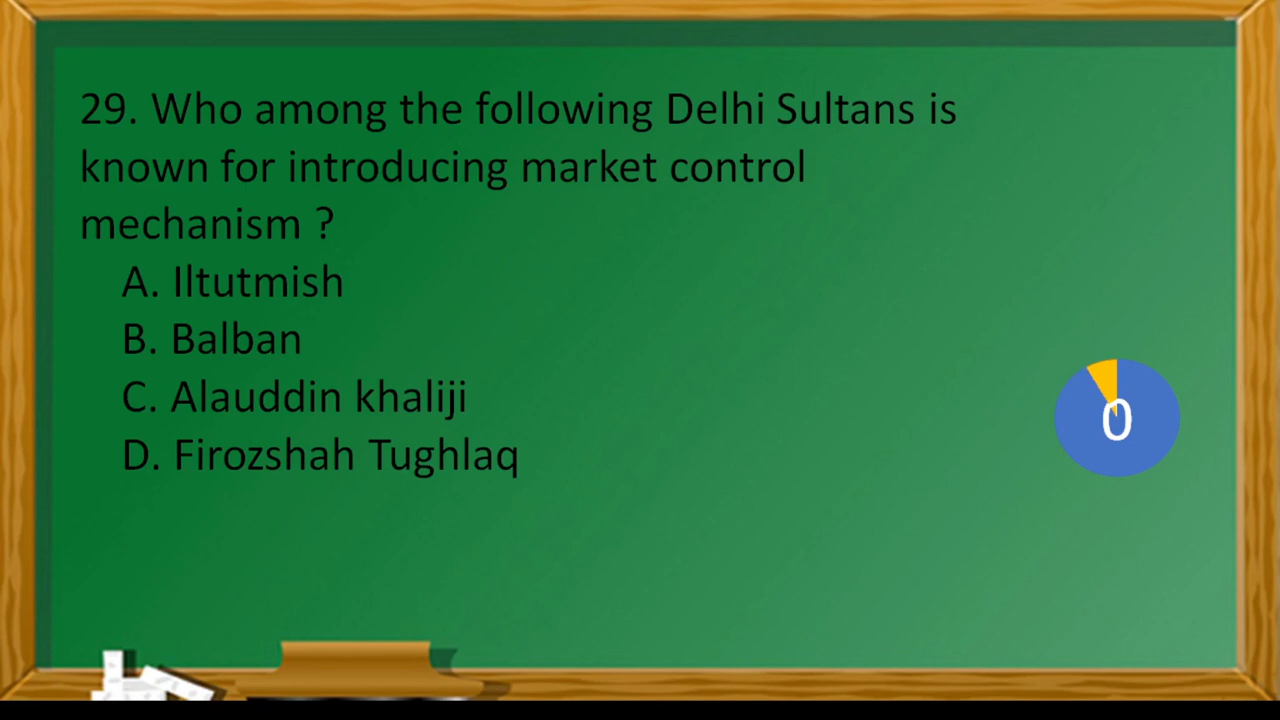 29. Who among the following Delhi Sultans is
known for introducing market control
mechanism ?
A. Iltutmish
B. Balban
C. Alauddin khaliji
D. Firozshah Tughlaq
0